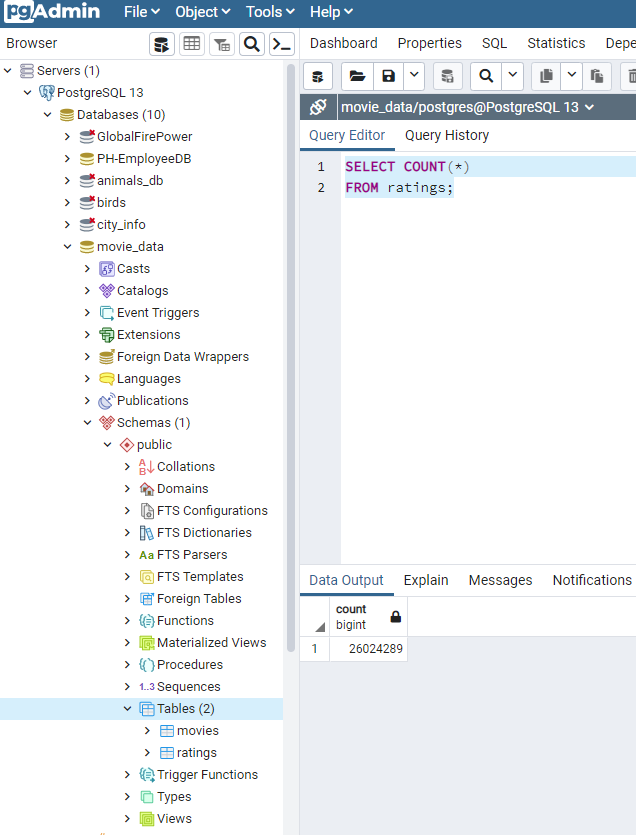 pgAdmin File Object Tools Help
Browser
Dashboard Properties SQL Statistics Depe
Servers (1)
PostgreSQL 13
Databases (10)
GlobalFirePower
PH-EmployeeDB
animals_db
birds
city_info
movie_data
Casts
Catalogs
Event Triggers
Extensions
Foreign Data Wrappers
Languages
Publications
Schemas (1)
public
Collations
Domains
FTS Configurations
FTS Dictionaries
Aa FTS Parsers
FTS Templates
Foreign Tables
Functions
Materialized Views
Procedures
1..3 Sequences
Tables (2)
movies
ratings
Trigger Functions
Types
Views
movie_data/postgres@PostgreSQL 13
Query Editor Query History
1 SELECT COUNT(*)
2 FROM ratings;
Data Output Explain Messages Notifications
count
bigint
1 26024289